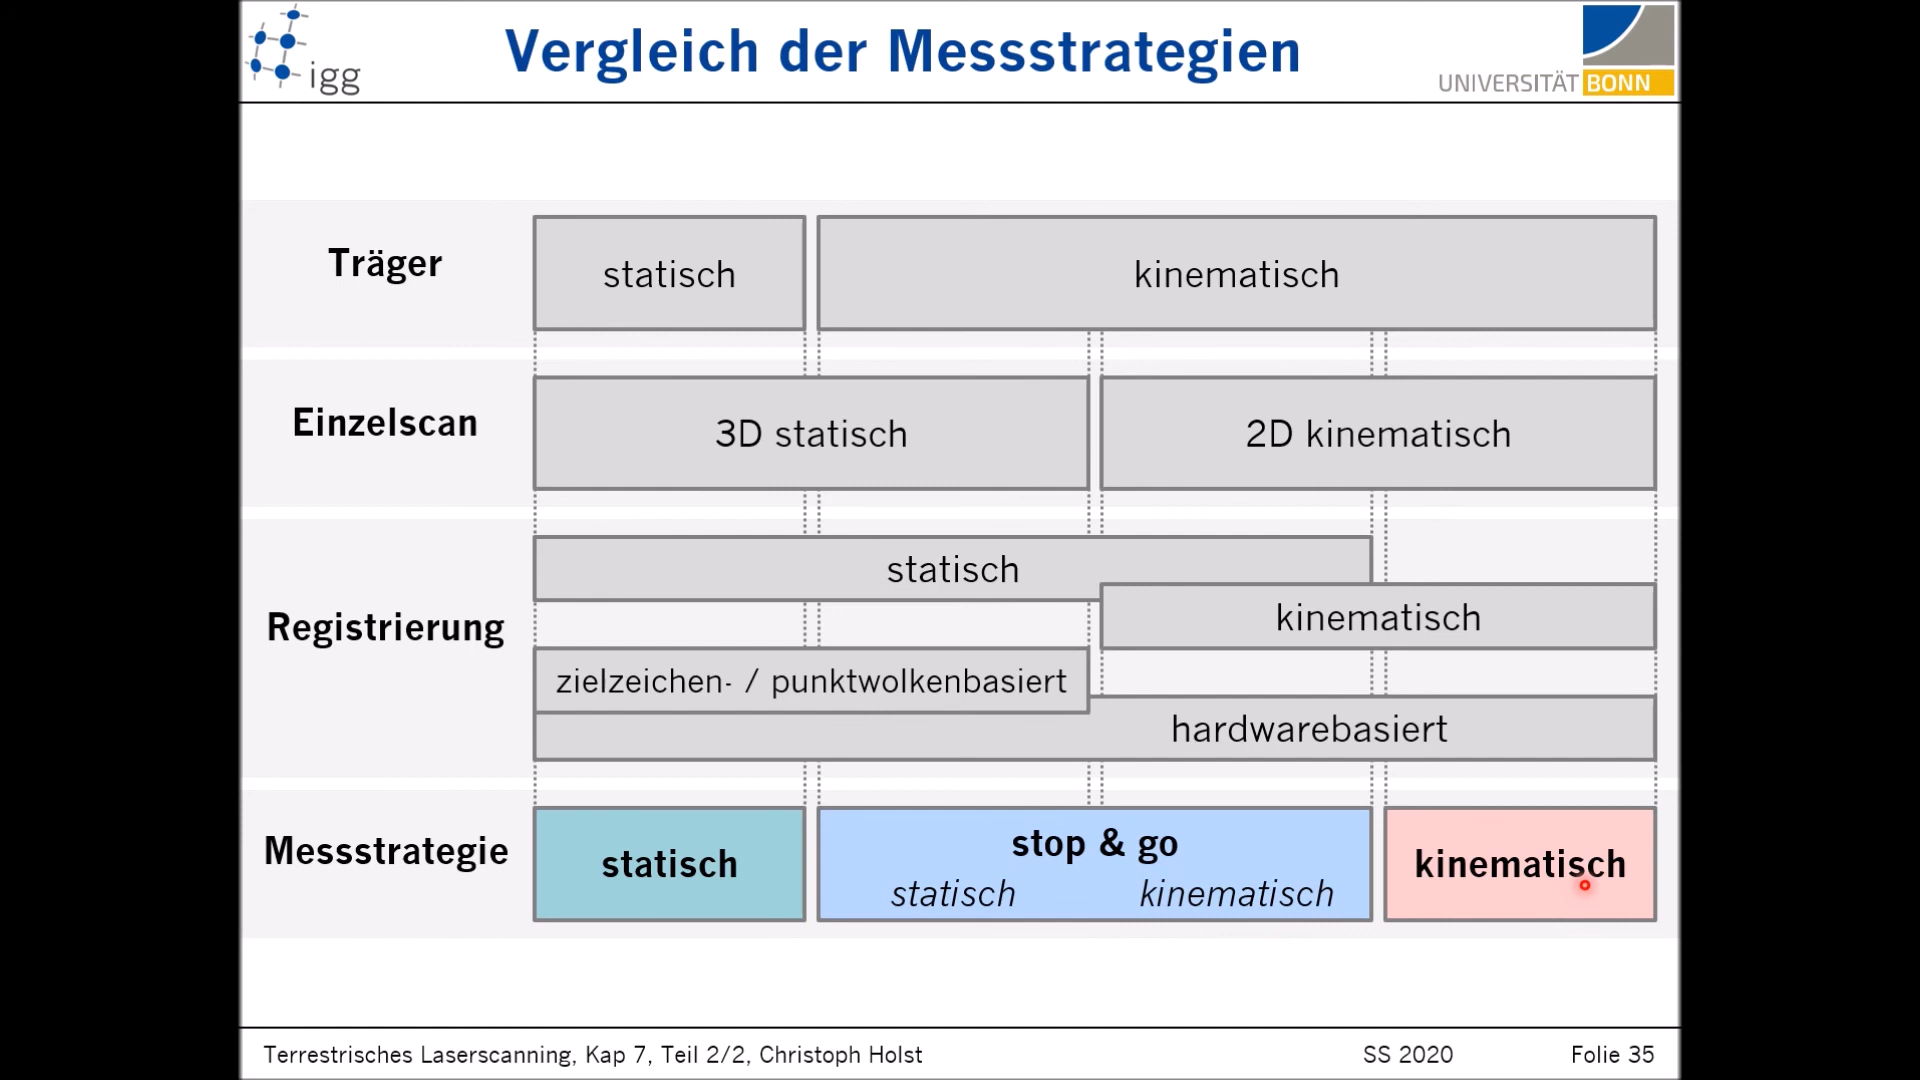 igg
Vergleich der Messstrategien
UNIVERSITÄT BONN
Träger
statisch
kinematisch
Einzelscan
3D statisch
2D kinematisch
Registrierung
statisch
kinematisch
zielzeichen- / punktwolkenbasiert
hardwarebasiert
Messstrategie
statisch
stop & go
statisch kinematisch
kinematisch
Terrestrisches Laserscanning, Kap 7, Teil 2/2, Christoph Holst
SS 2020
Folie 35